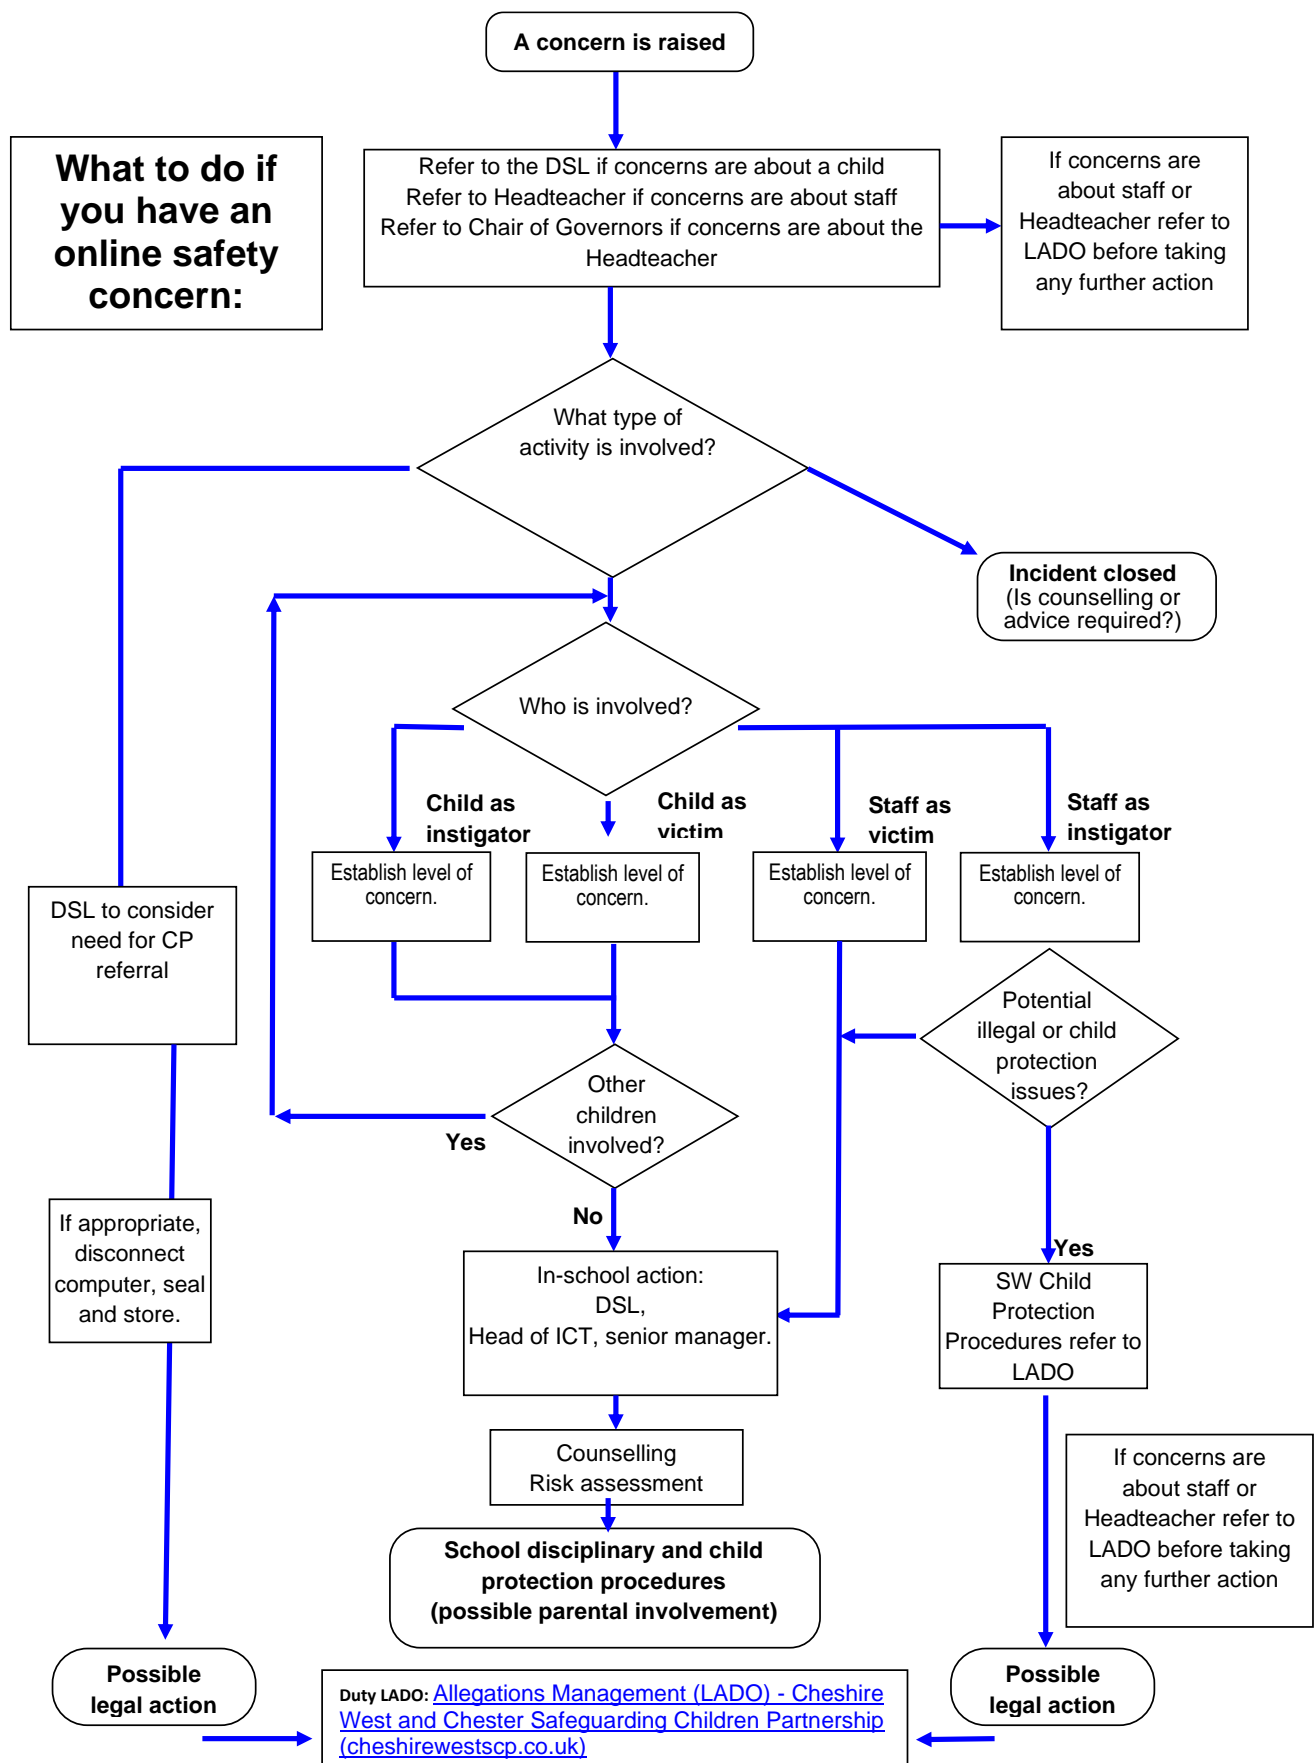 A concern is raised
What to do if
you have an
online safety
concern:
Refer to the DSL if concerns are about a child
Refer to Headteacher if concerns are about staff
Refer to Chair of Governors if concerns are about the
Headteacher
If concerns are
about staff or
Headteacher refer to
LADO before taking
any further action
What type of
activity is involved?
Incident closed
(Is counselling or
advice required?)
Who is involved?
Child as
instigator
Child as
victim
Staff as
victim
Staff as
instigator
Establish level of
concern.
Establish level of
concern.
Establish level of
concern.
Establish level of
concern.
DSL to consider
need for CP
referral
Potential
illegal or child
protection
issues?
Other
children
involved?
Yes
No
If appropriate,
disconnect
computer, seal
and store.
In-school action:
DSL,
Head of ICT, senior manager.
Yes
SW Child
Protection
Procedures refer to
LADO
Counselling
Risk assessment
If concerns are
about staff or
Headteacher refer to
LADO before taking
any further action
School disciplinary and child
protection procedures
(possible parental involvement)
Possible
legal action
Duty LADO: Allegations Management (LADO) - Cheshire
West and Chester Safeguarding Children Partnership
(cheshirewestscp.co.uk)
Possible
legal action